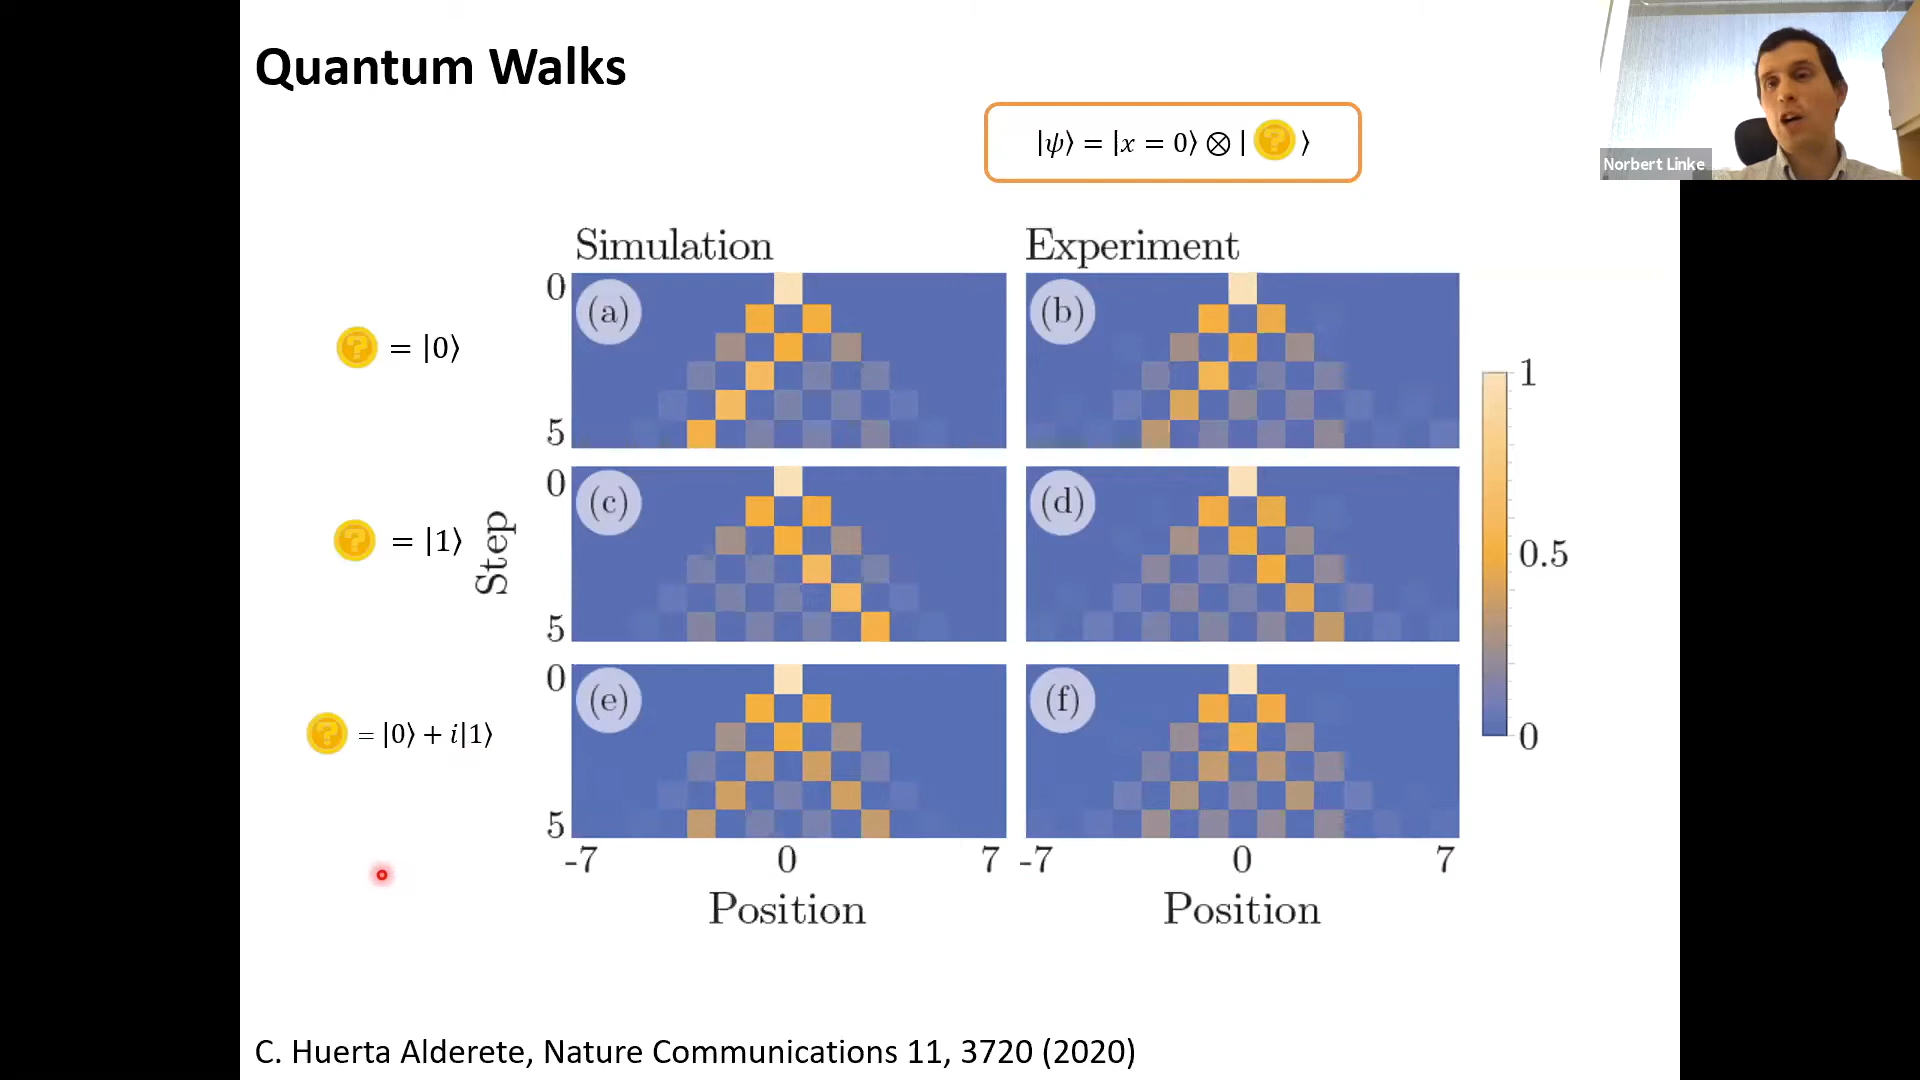 Quantum Walks
|ψ⟩ = |x = 0⟩ ⊗ | ? ⟩
Norbert Linke
Simulation
Experiment
0
(a)
(b)
? = |0⟩
5
1
0
(c)
(d)
? = |1⟩
Step
0.5
5
0
(e)
(f)
? = |0⟩ + i|1⟩
0
5
-7 0 7
-7 0 7
Position
Position
C. Huerta Alderete, Nature Communications 11, 3720 (2020)